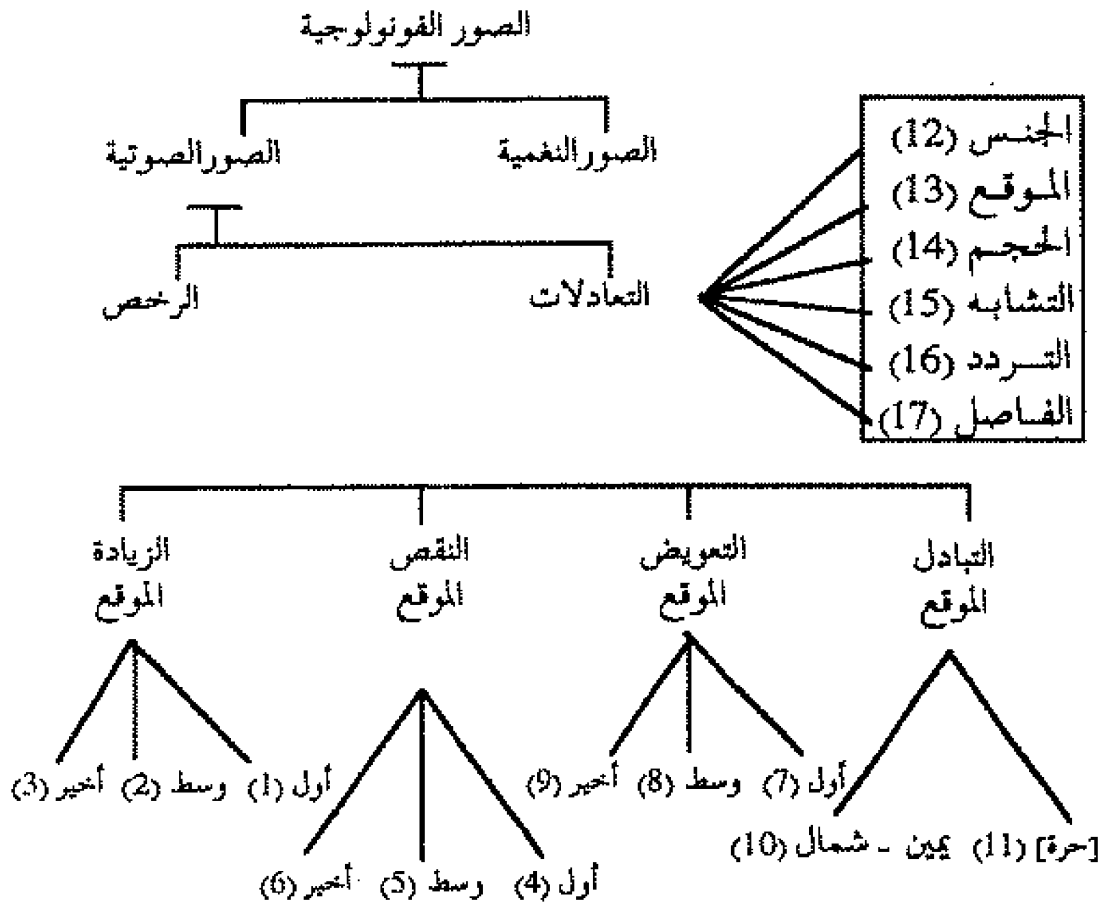 الصور الفونولوجية
الصور النغمية
الصور الصوتية
الجنس (12)
الموقع (13)
الحجم (14)
التشابه (15)
التردد (16)
الفاصل (17)
التعادلات
الرخص
التبادل
الموقع
التعويض
الموقع
النقص
الموقع
الزيادة
الموقع
[حرة] (11) يمين - شمال (10)
أول (7) وسط (8) أخير (9)
أول (4) وسط (5) أخير (6)
أول (1) وسط (2) أخير (3)